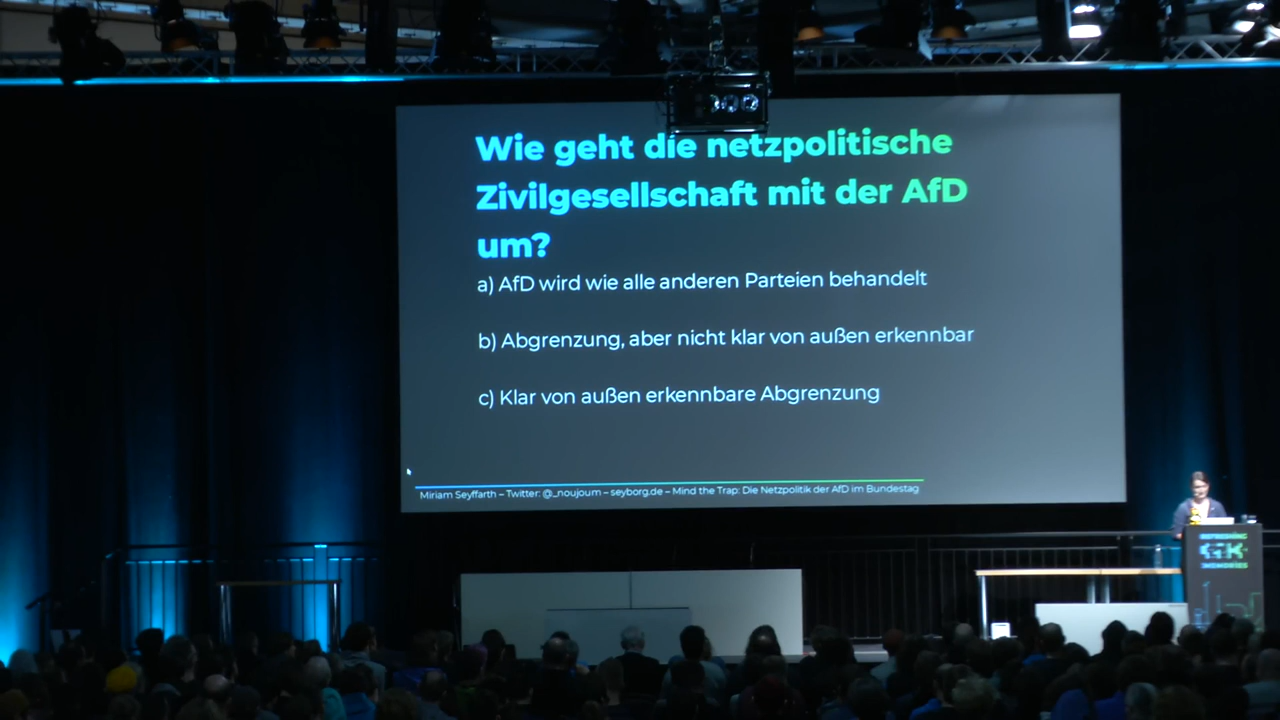 Wie geht die netzpolitische
Zivilgesellschaft mit der AfD
um?
a) AfD wird wie alle anderen Parteien behandelt
b) Abgrenzung, aber nicht klar von außen erkennbar
c) Klar von außen erkennbare Abgrenzung
Miriam Seyffarth – Twitter: @_noujoum – seyborg.de – Mind the Trap: Die Netzpolitik der AfD im Bundestag
MEMORIES